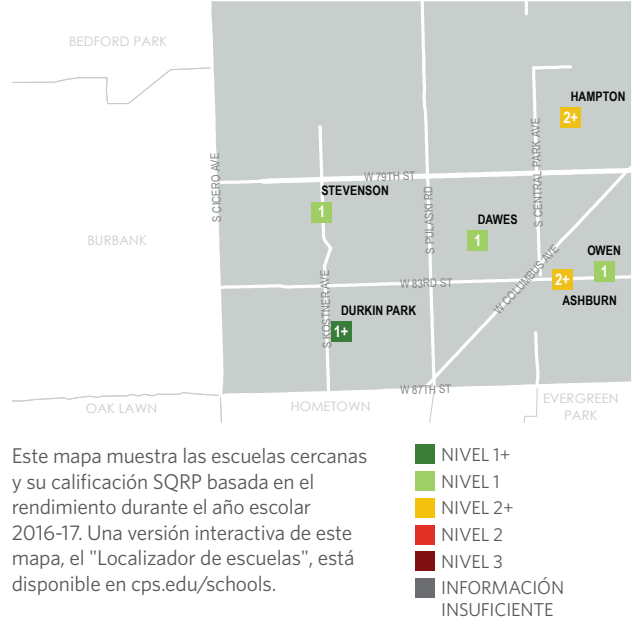 BEDFORD PARK
HAMPTON
2+
S CENTRAL PARK AVE
S CICERO AVE
W 79TH ST
STEVENSON
1
S PULASKI RD
DAWES
1
BURBANK
OWEN
1
W COLUMBUS AVE
W 83RD ST
2+
ASHBURN
S KOSTNER AVE
DURKIN PARK
1+
W 87TH ST
OAK LAWN
HOMETOWN
EVERGREEN
PARK
Este mapa muestra las escuelas cercanas
y su calificación SQRP basada en el
rendimiento durante el año escolar
2016-17. Una versión interactiva de este
mapa, el "Localizador de escuelas", está
disponible en cps.edu/schools.
NIVEL 1+
NIVEL 1
NIVEL 2+
NIVEL 2
NIVEL 3
INFORMACIÓN
INSUFICIENTE